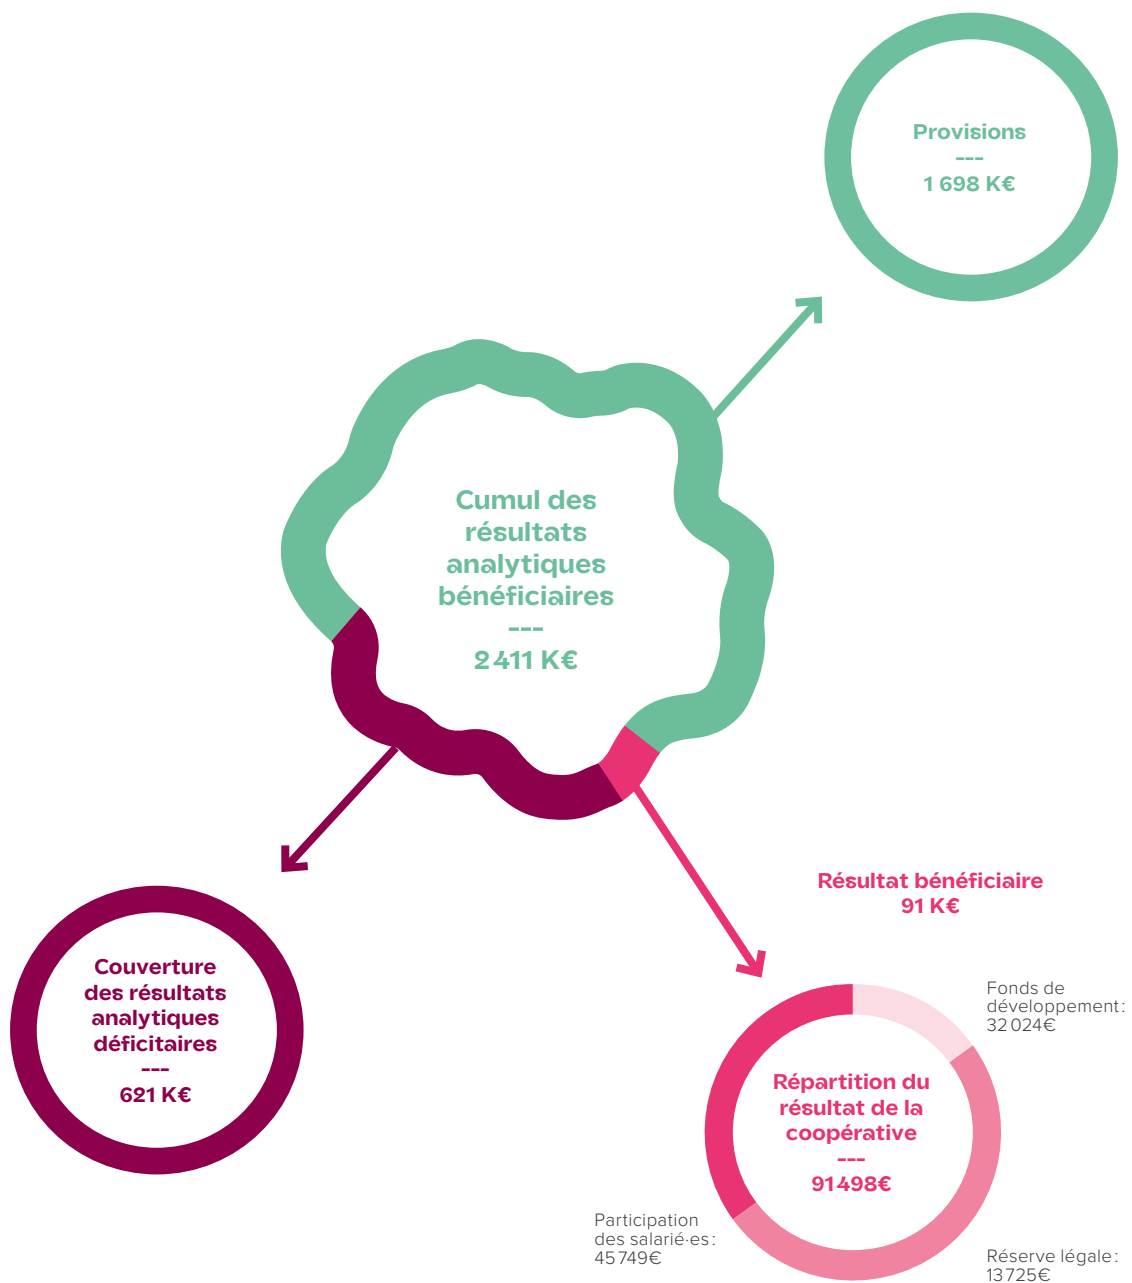 Provisions
---
1 698 K€
Cumul des
résultats
analytiques
bénéficiaires
---
2 411 K€
Résultat bénéficiaire
91 K€
Couverture
des résultats
analytiques
déficitaires
---
621 K€
Fonds de
développement :
32 024€
Répartition du
résultat de la
coopérative
---
91 498€
Participation
des salarié·es :
45 749€
Réserve légale :
13 725€